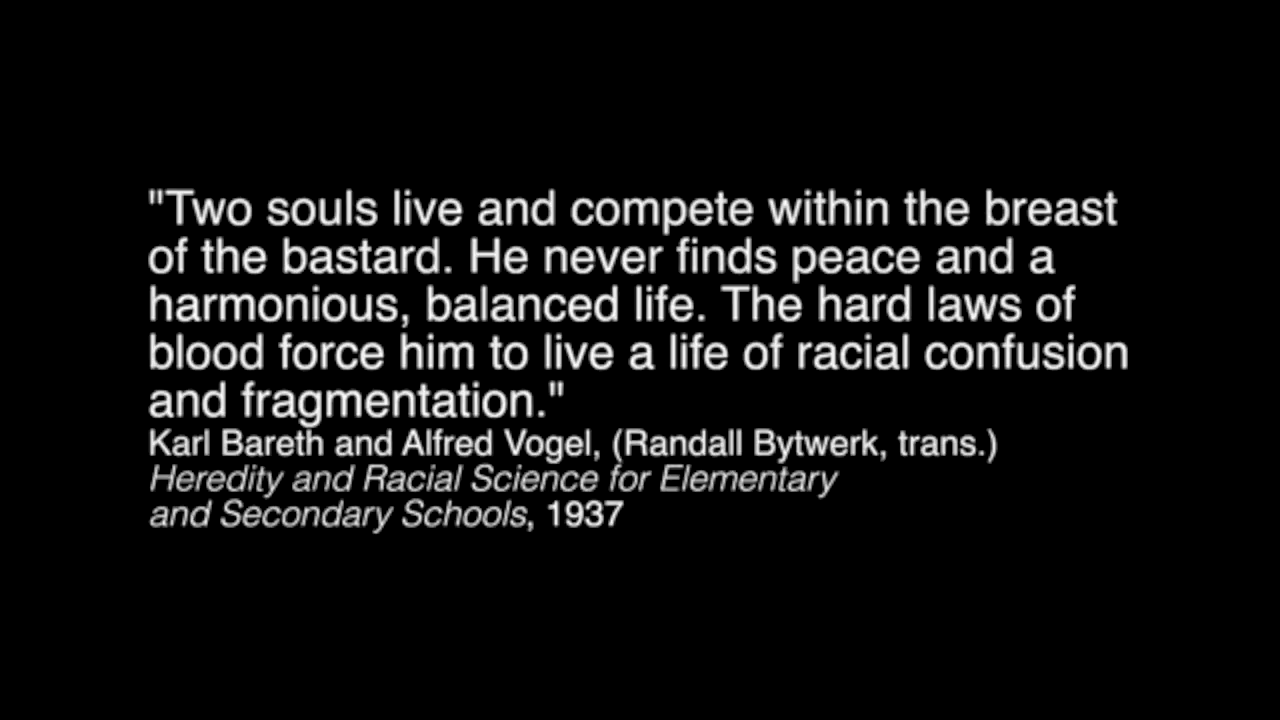 "Two souls live and compete within the breast
of the bastard. He never finds peace and a
harmonious, balanced life. The hard laws of
blood force him to live a life of racial confusion
and fragmentation."
Karl Bareth and Alfred Vogel, (Randall Bytwerk, trans.)
Heredity and Racial Science for Elementary
and Secondary Schools, 1937